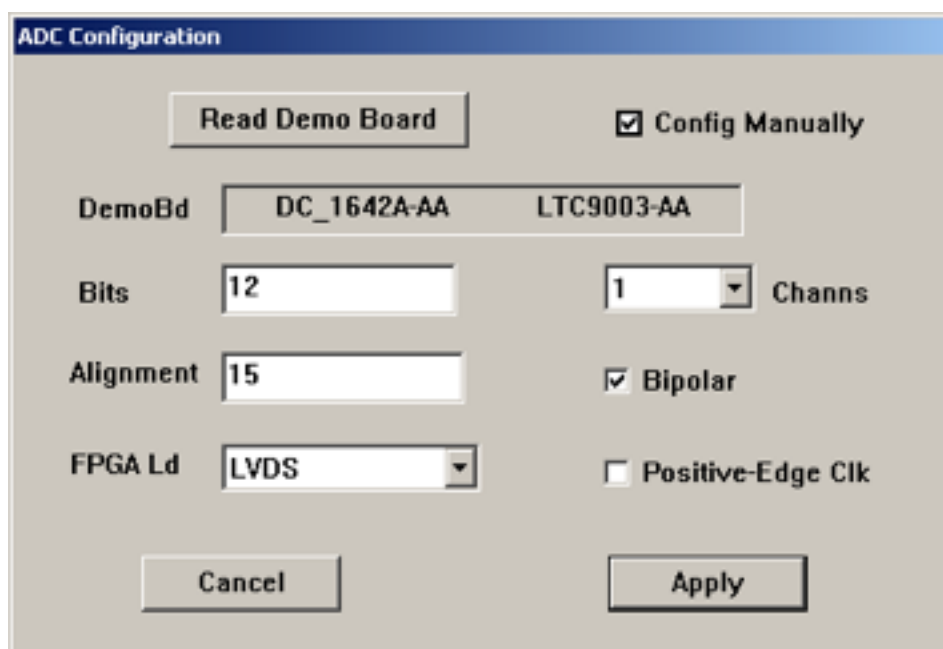 ADC Configuration
Read Demo Board
Config Manually
DemoBd DC_1642A-AA LTC9003-AA
Bits 12 1 Channs
Alignment 15 Bipolar
FPGA Ld LVDS Positive-Edge Clk
Cancel Apply